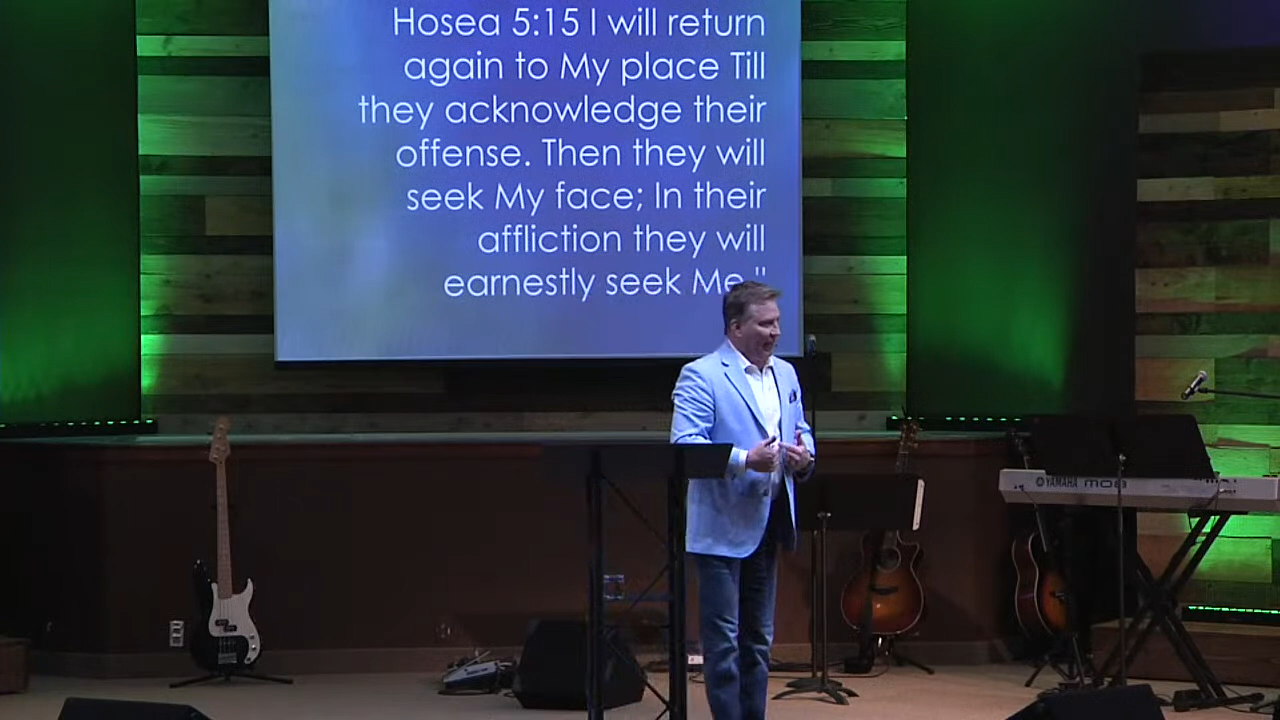 Hosea 5:15 I will return
again to My place Till
they acknowledge their
offense. Then they will
seek My face; In their
affliction they will
earnestly seek Me."
YAMAHA MO8